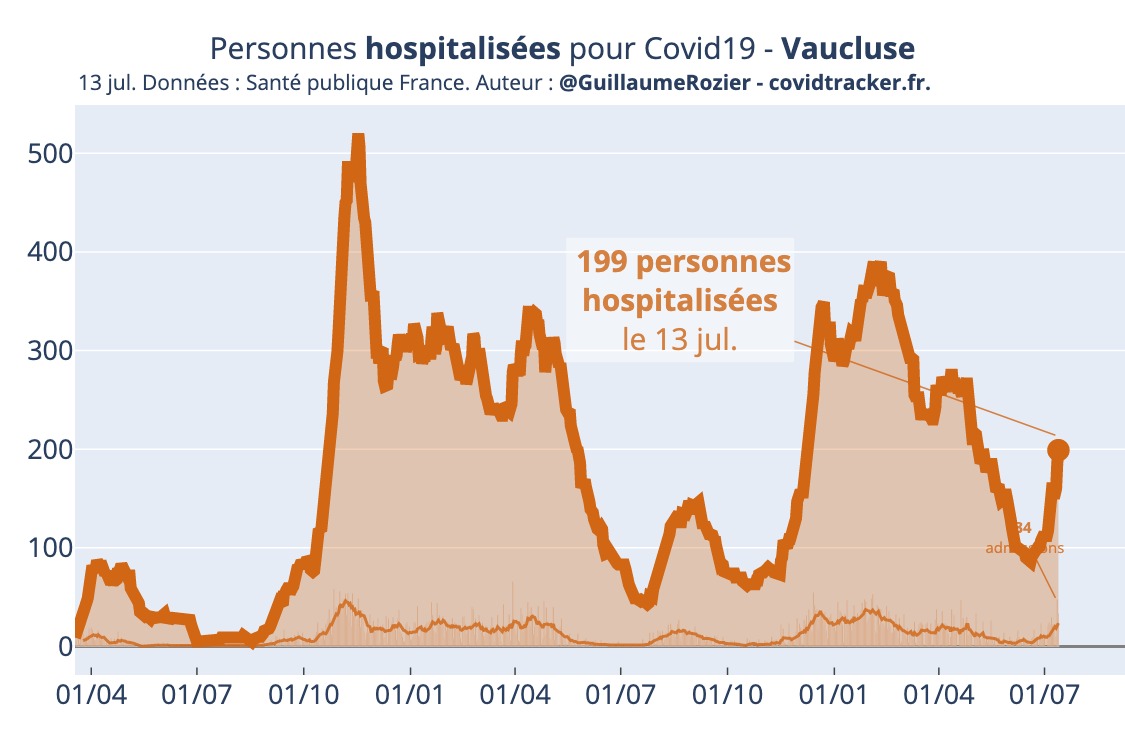 Personnes hospitalisées pour Covid19 - Vaucluse
13 jul. Données : Santé publique France. Auteur : @GuillaumeRozier - covidtracker.fr.
500
400
300
200
100
0
199 personnes
hospitalisées
le 13 jul.
34
admissions
01/04
01/07
01/10
01/01
01/04
01/07
01/10
01/01
01/04
01/07